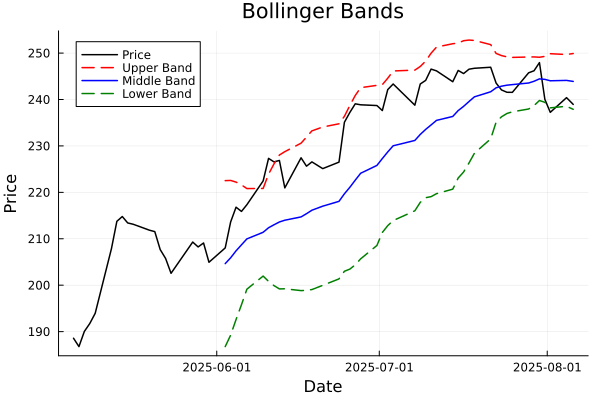 Bollinger Bands
Price
Upper Band
Middle Band
Lower Band
250
240
230
220
210
200
190
Price
2025-06-01
2025-07-01
2025-08-01
Date